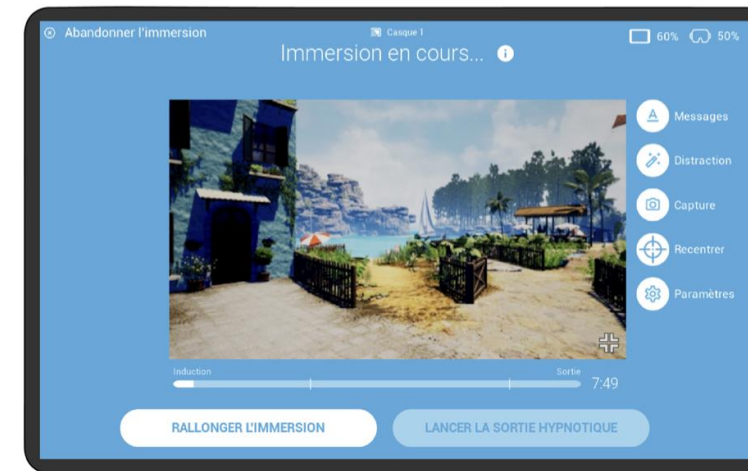 Abandonner l'immersion
Casque 1
60% 50%
Immersion en cours... i
A Messages
Distraction
Capture
Recentrer
Paramètres
Induction
Sortie
7:49
RALLONGER L'IMMERSION
LANCER LA SORTIE HYPNOTIQUE